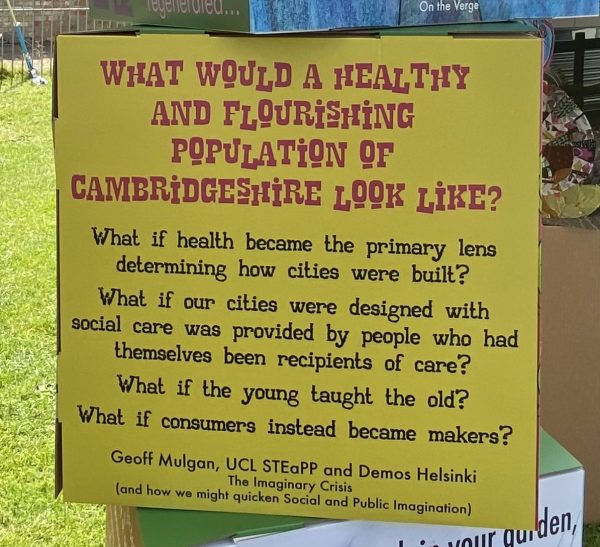 regenerated...
On the Verge
WHAT WOULD A HEALTHY
AND FLOURISHING
POPULATION OF
CAMBRIDGESHIRE LOOK LIKE?
What if health became the primary lens
determining how cities were built?
What if our cities were designed with
social care was provided by people who had
themselves been recipients of care?
What if the young taught the old?
What if consumers instead became makers?
Geoff Mulgan, UCL STEaPP and Demos Helsinki
The Imaginary Crisis
(and how we might quicken Social and Public Imagination)
in your garden,